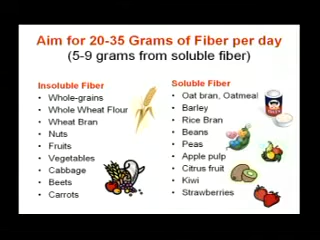 Aim for 20-35 Grams of Fiber per day
(5-9 grams from soluble fiber)
Insoluble Fiber
• Whole-grains
• Whole Wheat Flour
• Wheat Bran
• Nuts
• Fruits
• Vegetables
• Cabbage
• Beets
• Carrots
Soluble Fiber
• Oat bran, Oatmeal
• Barley
• Rice Bran
• Beans
• Peas
• Apple pulp
• Citrus fruit
• Kiwi
• Strawberries